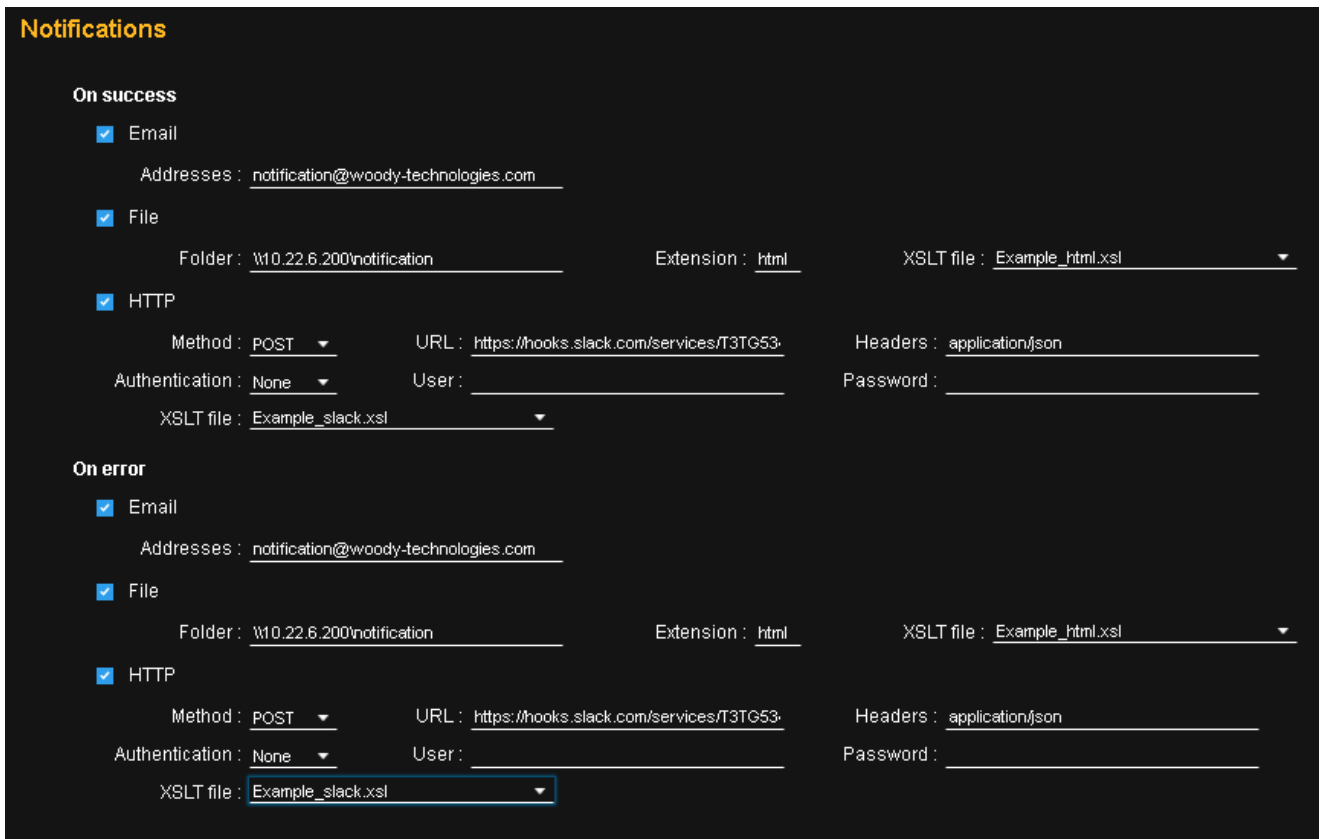 Notifications
On success
Email
Addresses : notification@woody-technologies.com
File
Folder : \\10.22.6.200\notification Extension : html XSLT file : Example_html.xsl
HTTP
Method : POST URL : https://hooks.slack.com/services/T3TG53 Headers : application/json
Authentication : None User : Password :
XSLT file : Example_slack.xsl
On error
Email
Addresses : notification@woody-technologies.com
File
Folder : \\10.22.6.200\notification Extension : html XSLT file : Example_html.xsl
HTTP
Method : POST URL : https://hooks.slack.com/services/T3TG53 Headers : application/json
Authentication : None User : Password :
XSLT file : Example_slack.xsl